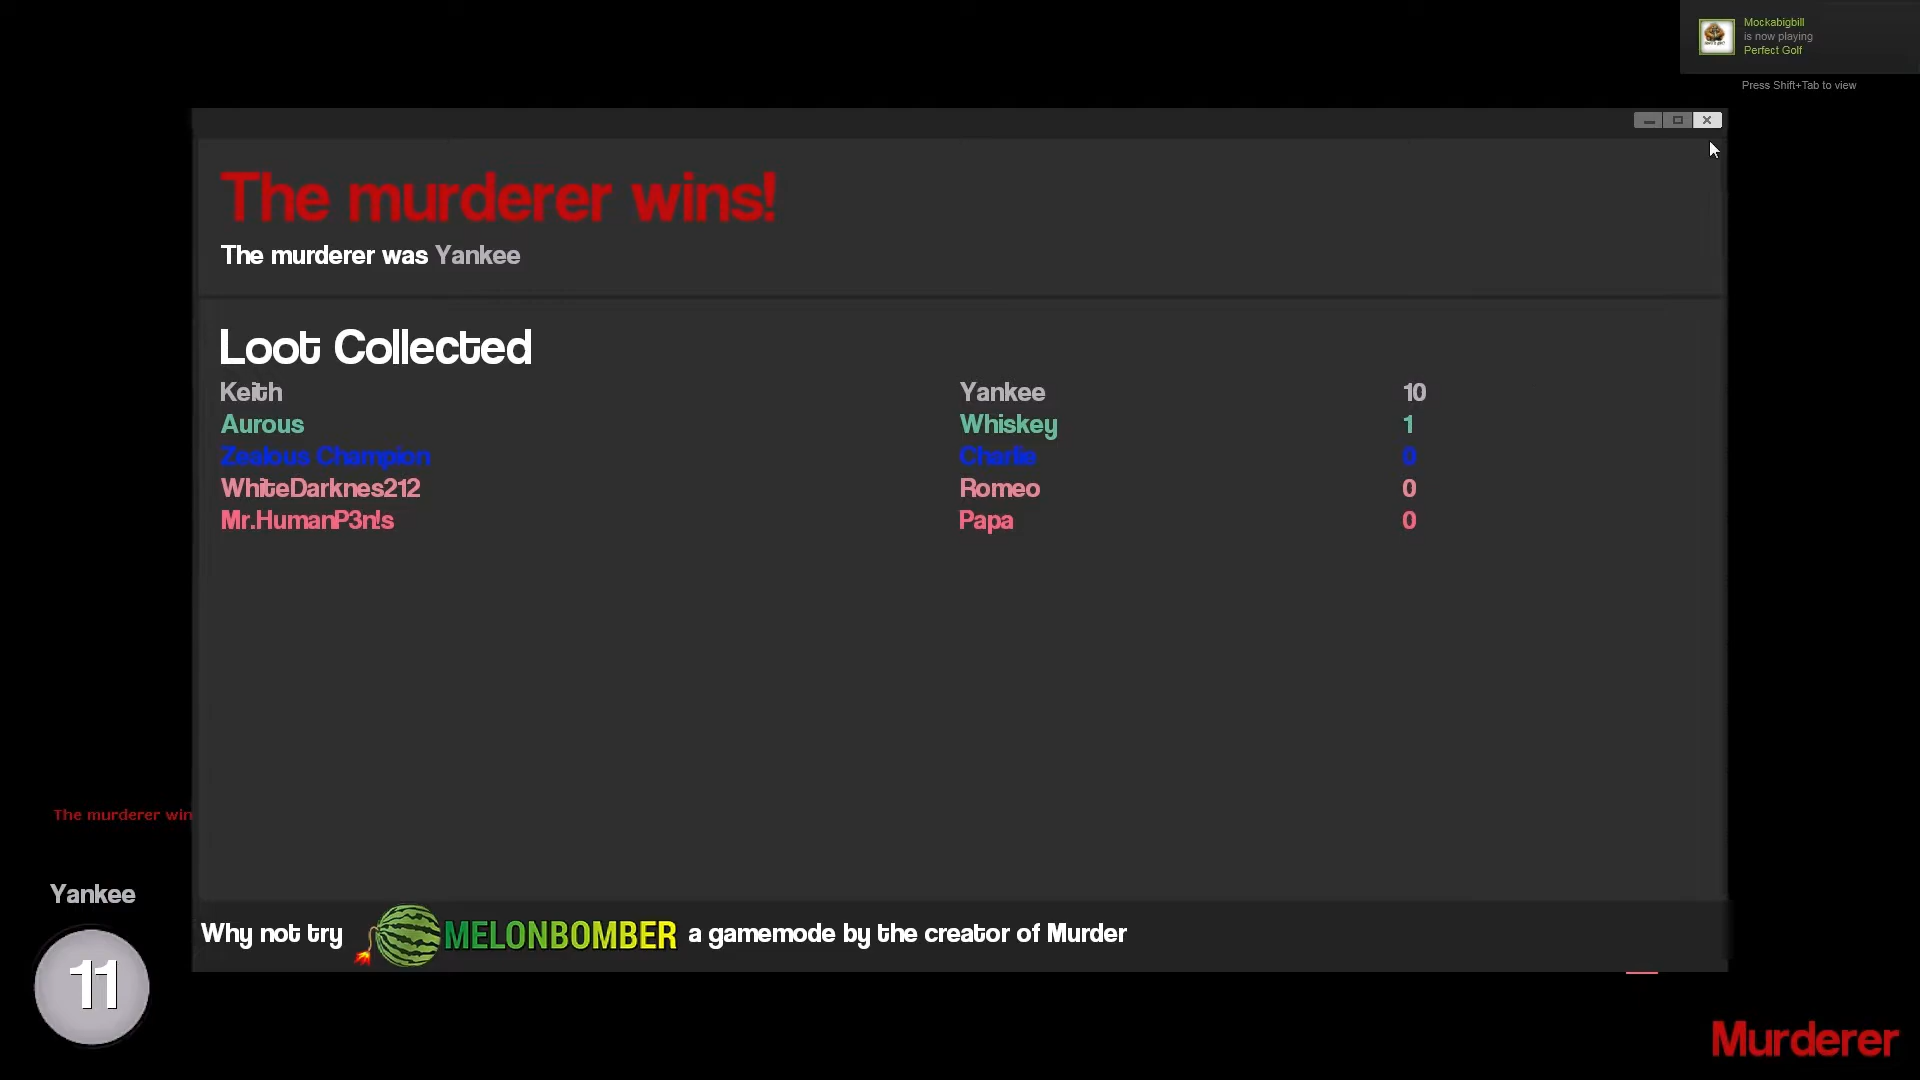 Mockabigbill
is now playing
Perfect Golf
Press Shift+Tab to view
The murderer wins!
The murderer was Yankee
Loot Collected
Keith Yankee 10
Aurous Whiskey 1
Zealous Champion Charlie 0
WhiteDarknes212 Romeo 0
Mr.HumanP3n!s Papa 0
The murderer win
Yankee
11
Why not try MELONBOMBER a gamemode by the creator of Murder
Murderer